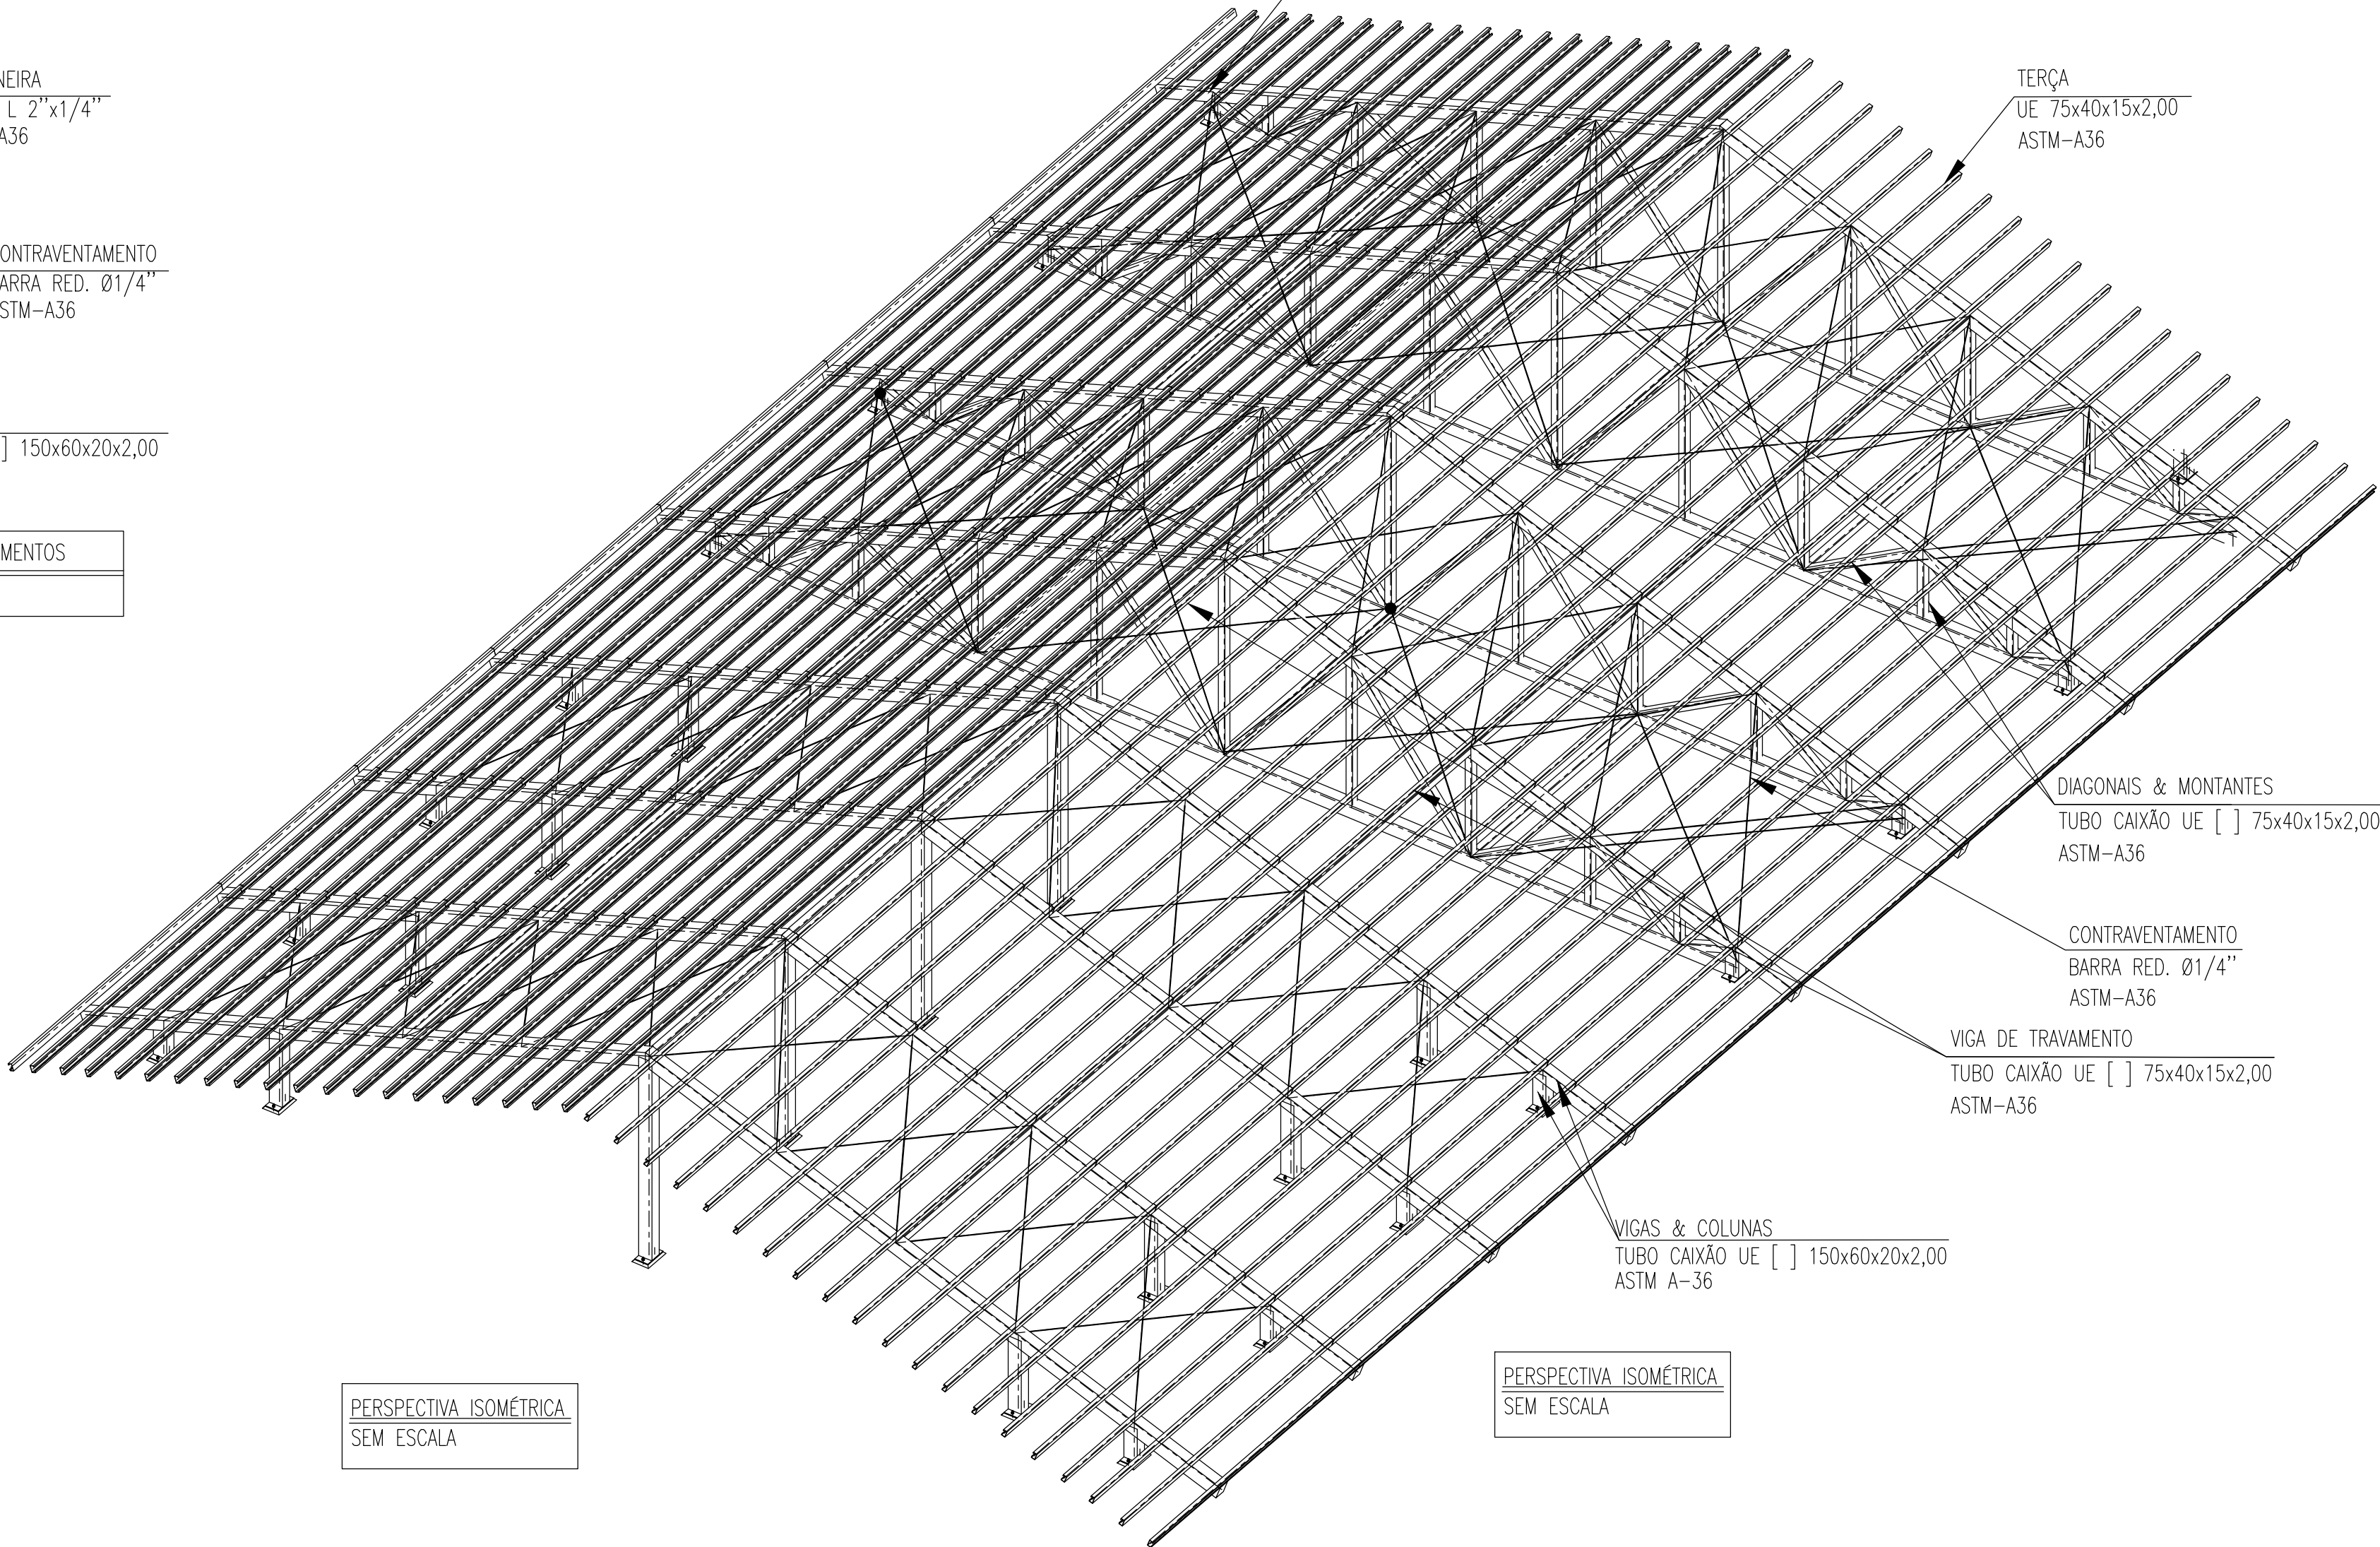 NEIRA
L 2"x1/4"
A36
ONTRAVENTAMENTO
ARRA RED. Ø1/4"
STM-A36
] 150x60x20x2,00
MENTOS
TERÇA
UE 75x40x15x2,00
ASTM-A36
DIAGONAIS & MONTANTES
TUBO CAIXÃO UE [ ] 75x40x15x2,00
ASTM-A36
CONTRAVENTAMENTO
BARRA RED. Ø1/4"
ASTM-A36
VIGA DE TRAVAMENTO
TUBO CAIXÃO UE [ ] 75x40x15x2,00
ASTM-A36
VIGAS & COLUNAS
TUBO CAIXÃO UE [ ] 150x60x20x2,00
ASTM A-36
PERSPECTIVA ISOMÉTRICA
SEM ESCALA
PERSPECTIVA ISOMÉTRICA
SEM ESCALA